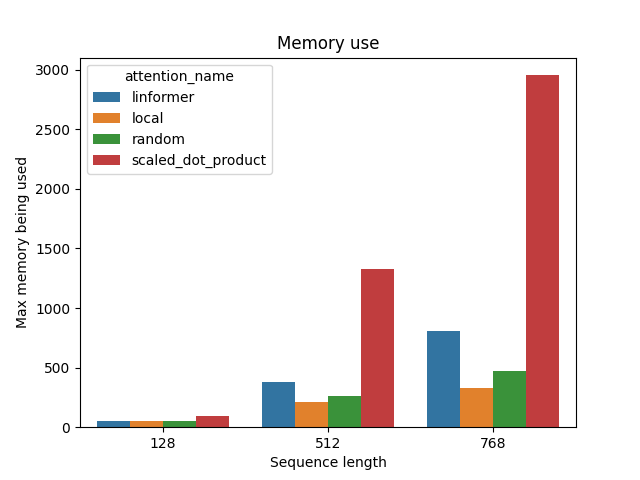 Memory use
Max memory being used
3000
2500
2000
1500
1000
500
0
attention_name
linformer
local
random
scaled_dot_product
128 512 768
Sequence length